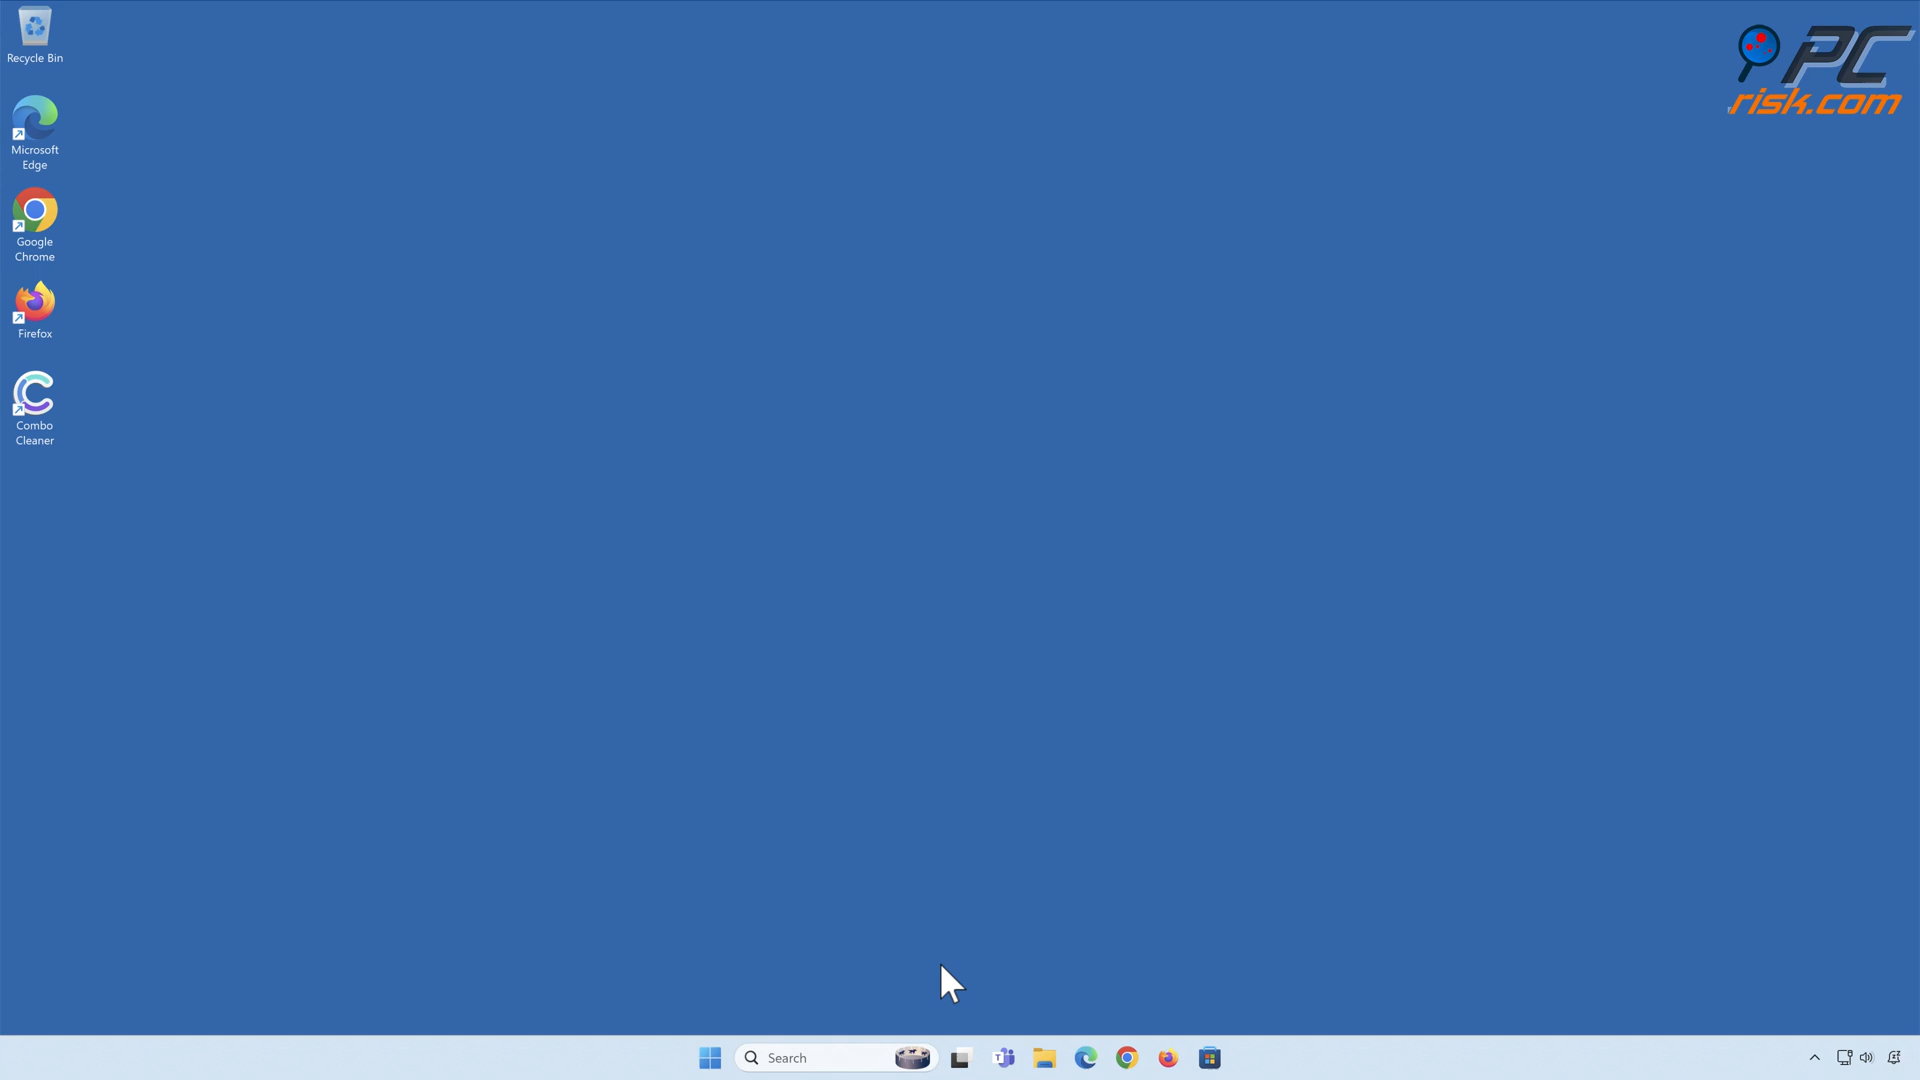 Recycle Bin
PC
risk.com
Microsoft
Edge
Google
Chrome
Firefox
Combo
Cleaner
Search